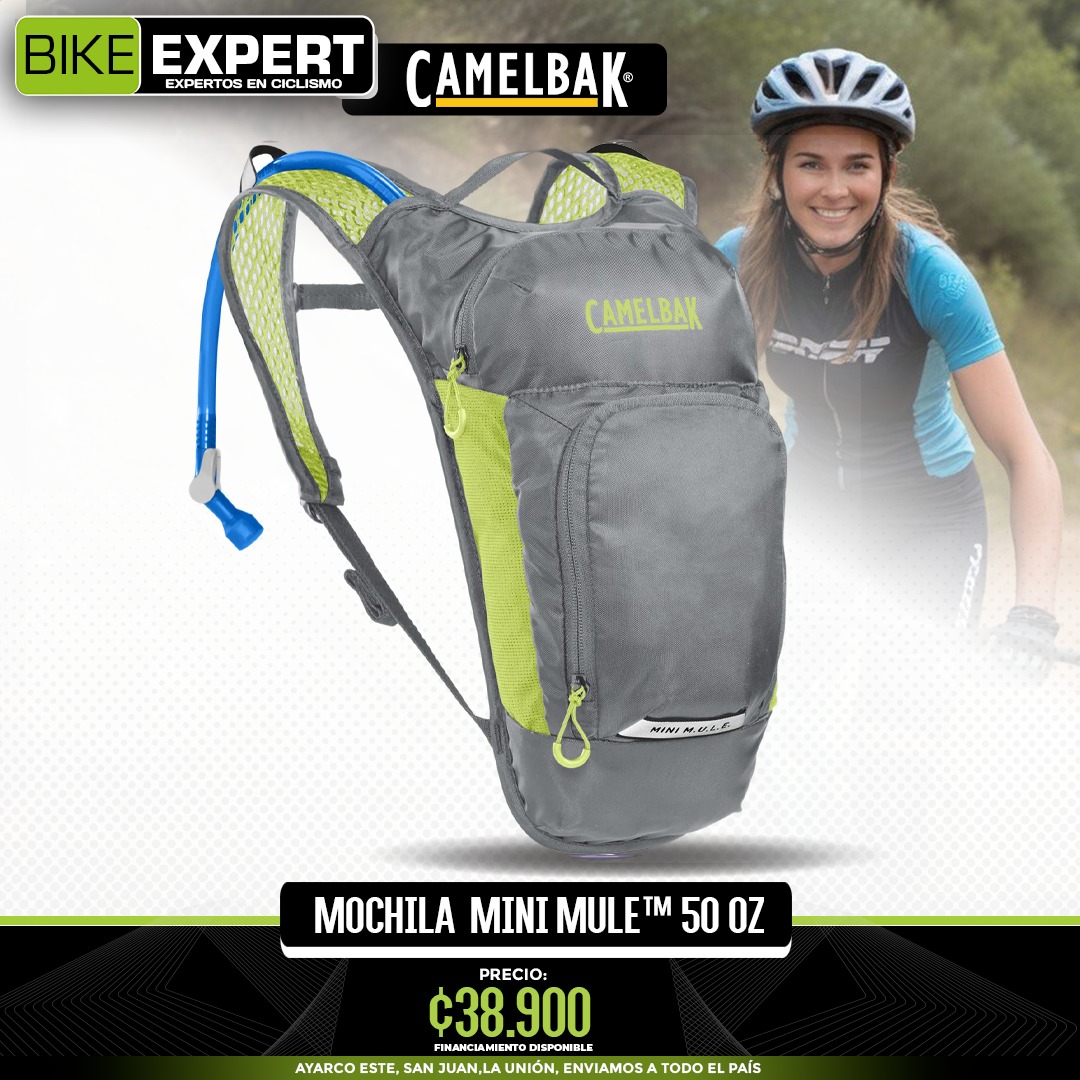 BIKE EXPERT
EXPERTOS EN CICLISMO
CAMELBAK®
CAMELBAK
MINI M.U.L.E.
MOCHILA MINI MULE™ 50 OZ
PRECIO:
₡38.900
FINANCIAMIENTO DISPONIBLE
AYARCO ESTE, SAN JUAN,LA UNIÓN, ENVIAMOS A TODO EL PAÍS